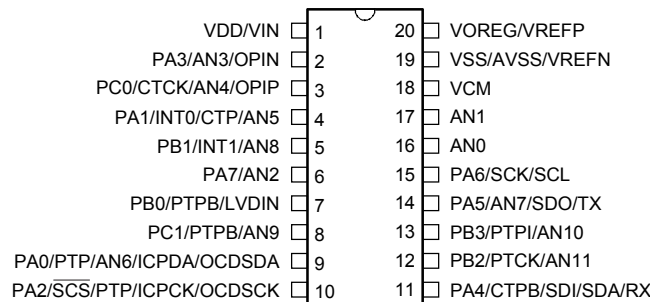 VDD/VIN 1 20 VOREG/VREFP
PA3/AN3/OPIN 2 19 VSS/AVSS/VREFN
PC0/CTCK/AN4/OPIP 3 18 VCM
PA1/INT0/CTP/AN5 4 17 AN1
PB1/INT1/AN8 5 16 AN0
PA7/AN2 6 15 PA6/SCK/SCL
PB0/PTPB/LVDIN 7 14 PA5/AN7/SDO/TX
PC1/PTPB/AN9 8 13 PB3/PTPI/AN10
PA0/PTP/AN6/ICPDA/OCDSDA 9 12 PB2/PTCK/AN11
PA2/SCS/PTP/ICPCK/OCDSCK 10 11 PA4/CTPB/SDI/SDA/RX